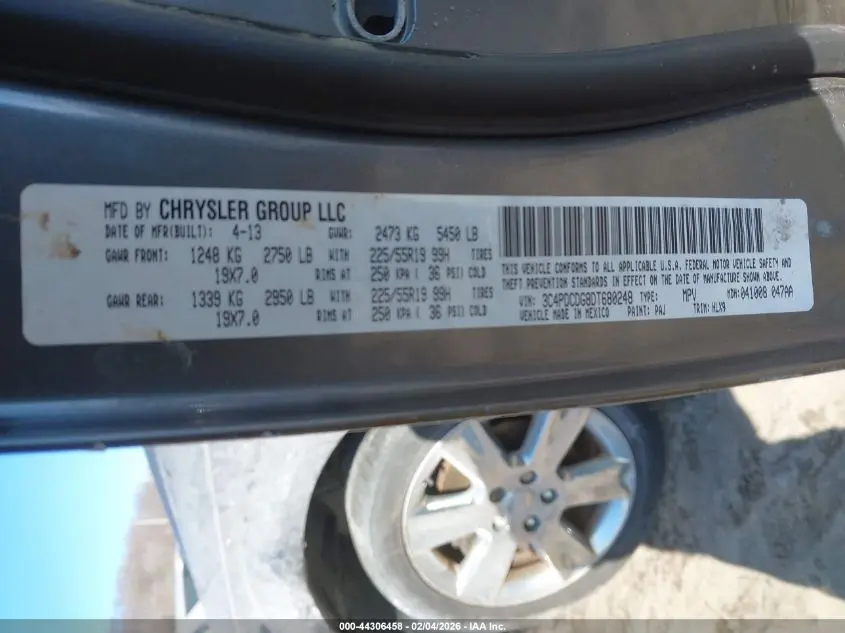 MFD BY CHRYSLER GROUP LLC
DATE OF MFR(BUILT): 4-13 GVWR: 2473 KG 5450 LB
GAWR FRONT: 1248 KG 2750 LB WITH 225/55R19 99H TIRES
19X7.0 RIMS AT 250 KPA ( 36 PSI) COLD
GAWR REAR: 1339 KG 2950 LB WITH 225/55R19 99H TIRES
19X7.0 RIMS AT 250 KPA ( 36 PSI) COLD
THIS VEHICLE CONFORMS TO ALL APPLICABLE U.S.A. FEDERAL MOTOR VEHICLE SAFETY AND
THEFT PREVENTION STANDARDS IN EFFECT ON THE DATE OF MANUFACTURE SHOWN ABOVE.
VIN: 3C4PDCDG8DT680248 TYPE: MPV MDH:041008 047AA
VEHICLE MADE IN MEXICO PAINT: PAJ TRIM: HLX9
000-44306458 - 02/04/2026 - IAA Inc.